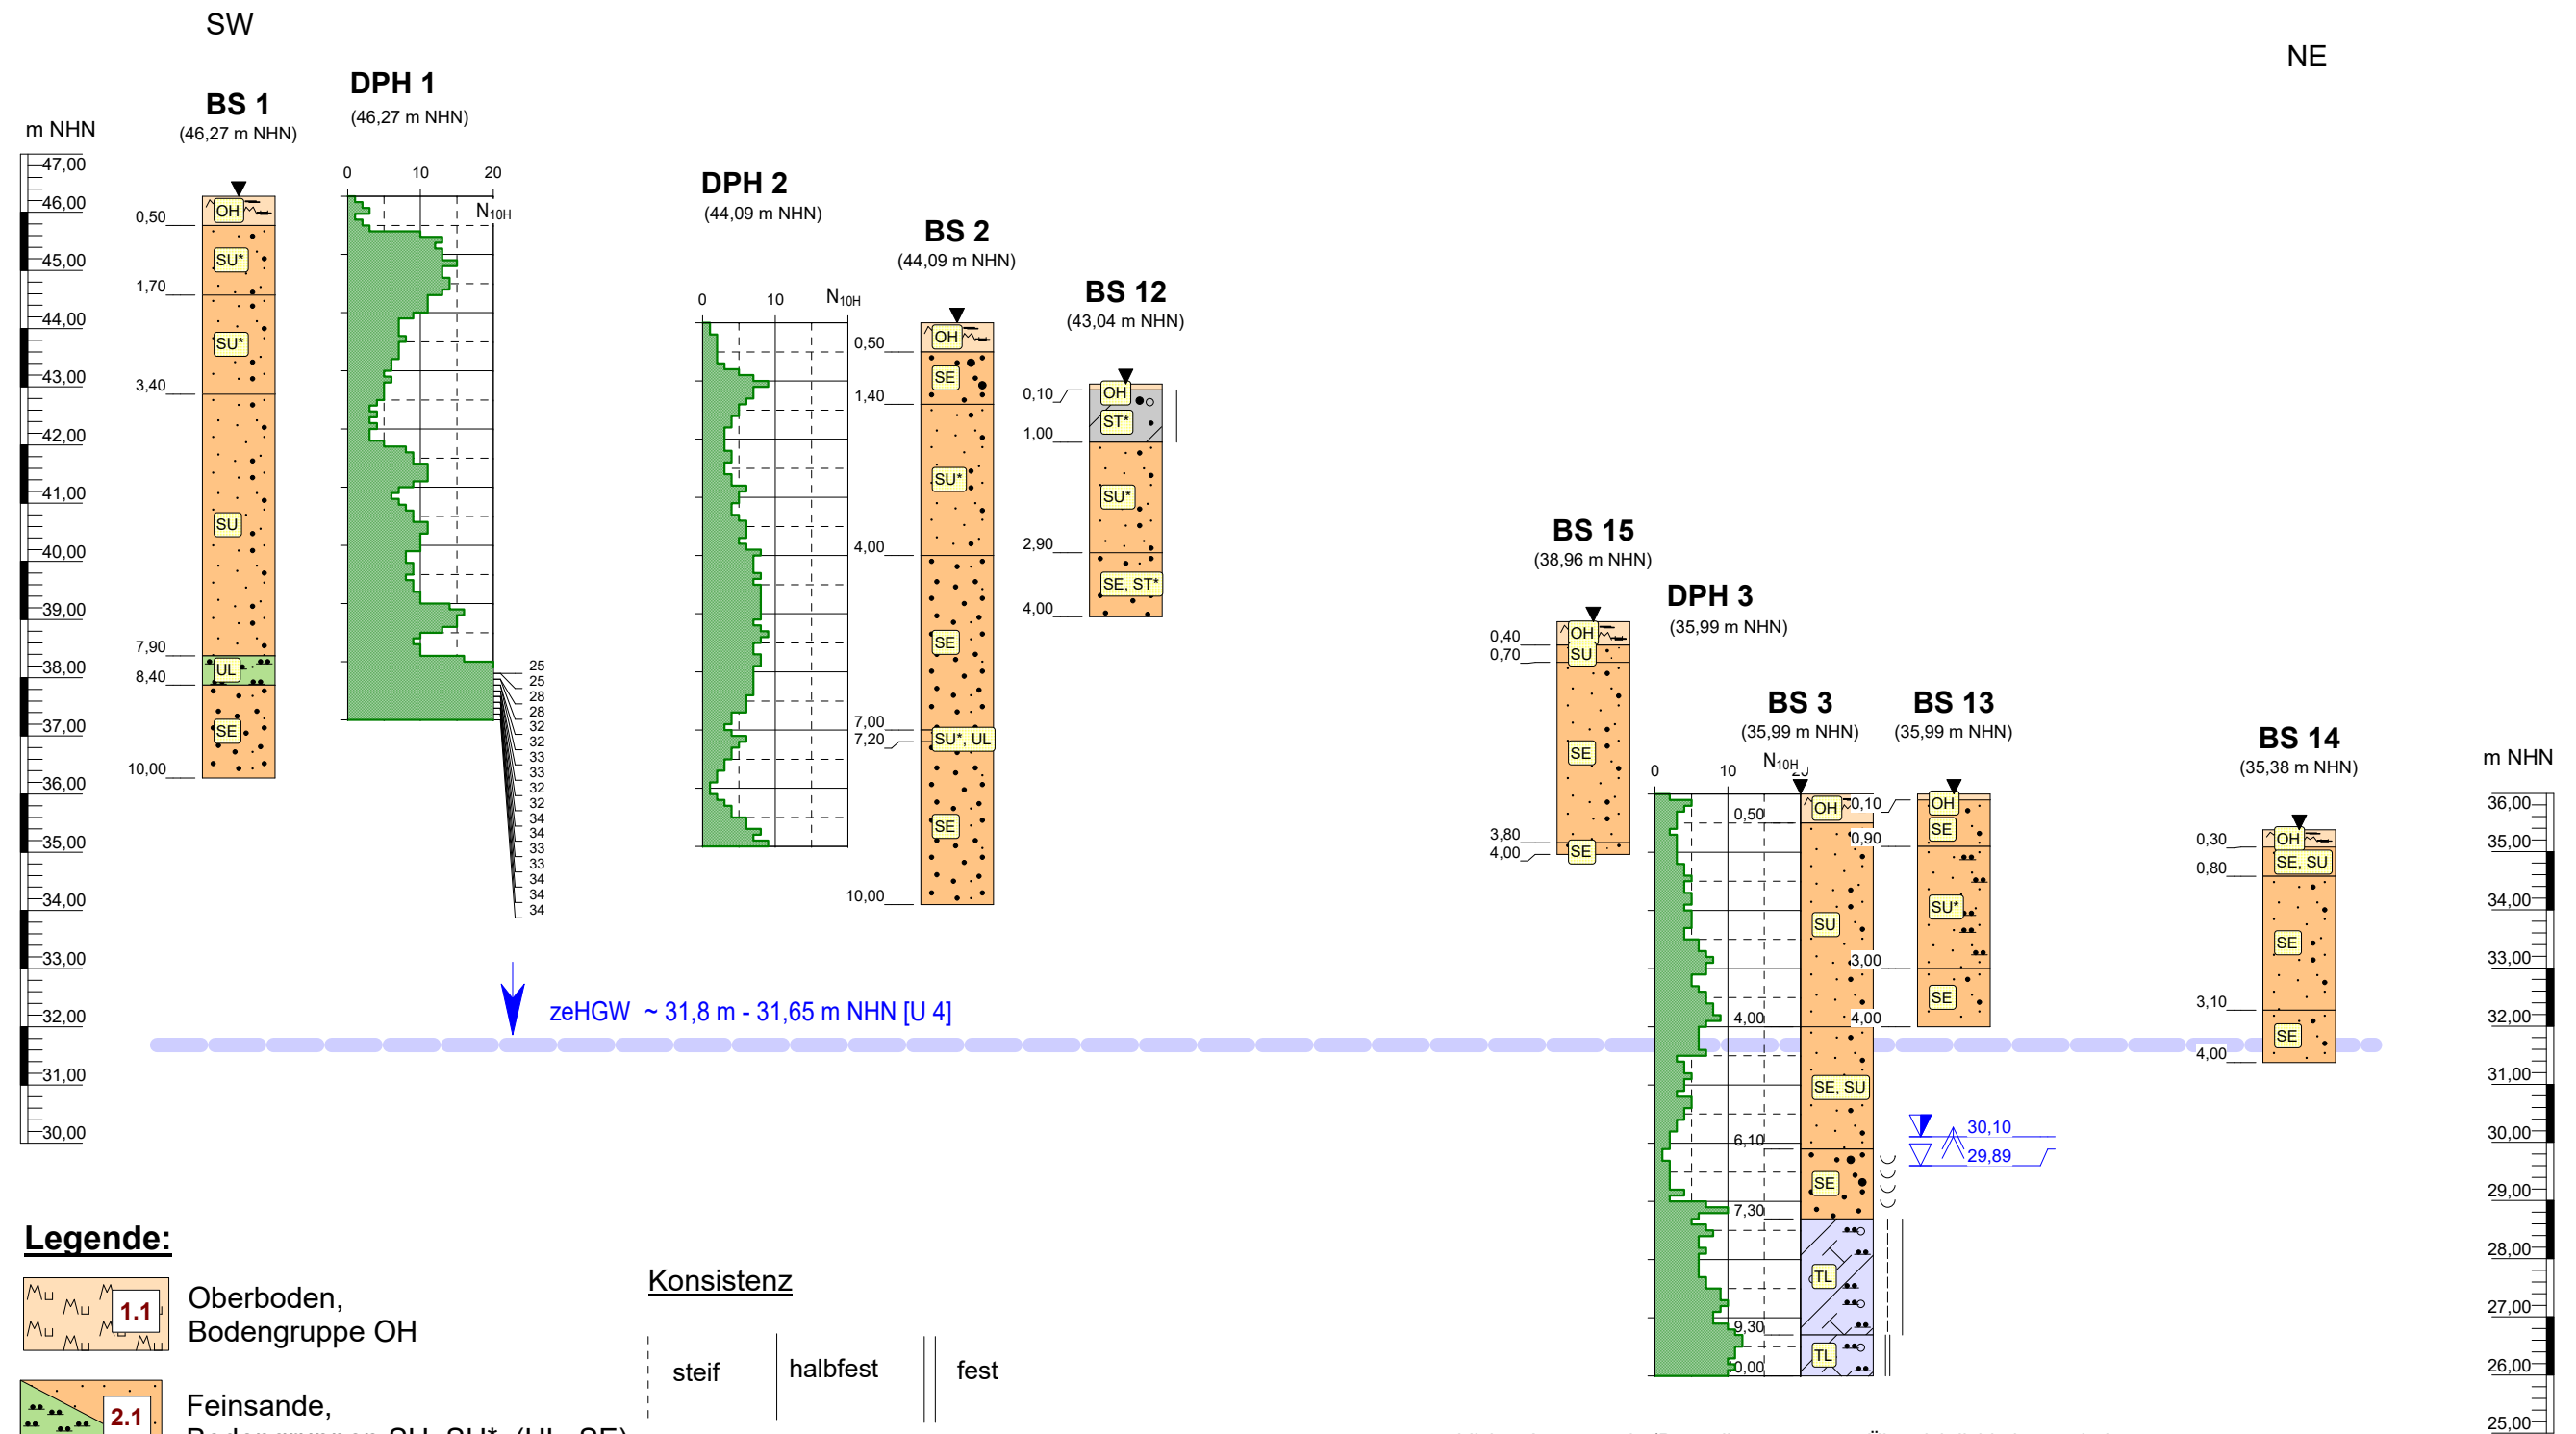 SW
NE
DPH 1
(46,27 m NHN)
BS 1
(46,27 m NHN)
m NHN
47,00
46,00
45,00
44,00
43,00
42,00
41,00
40,00
39,00
38,00
37,00
36,00
35,00
34,00
33,00
32,00
31,00
30,00
0,50
1,70
3,40
7,90
8,40
10,00
OH
SU*
SU*
SU
UL
SE
0
10
20
N10H
25
25
28
28
32
32
33
33
32
32
34
34
33
33
34
34
34
DPH 2
(44,09 m NHN)
0
10
N10H
BS 2
(44,09 m NHN)
0,50
1,40
4,00
7,00
7,20
10,00
OH
SE
SU*
SE
SU*, UL
SE
BS 12
(43,04 m NHN)
0,10
1,00
2,90
4,00
OH
ST*
SU*
SE, ST*
BS 15
(38,96 m NHN)
0,40
0,70
3,80
4,00
OH
SU
SE
SE
DPH 3
(35,99 m NHN)
0
10
N10H
20
BS 3
(35,99 m NHN)
0,50
4,00
6,10
7,30
9,30
0,00
OH
SU
SE, SU
SE
TL
TL
BS 13
(35,99 m NHN)
0,10
0,90
3,00
4,00
OH
SE
SU*
SE
30,10
29,89
BS 14
(35,38 m NHN)
0,30
0,80
3,10
4,00
OH
SE, SU
SE
SE
m NHN
36,00
35,00
34,00
33,00
32,00
31,00
30,00
29,00
28,00
27,00
26,00
25,00
zeHGW ~ 31,8 m - 31,65 m NHN [U 4]
Legende:
1.1
Oberboden,
Bodengruppe OH
2.1
Feinsande,
Bodengruppen SU, SU*, (UL, SE)
Konsistenz
steif
halbfest
fest